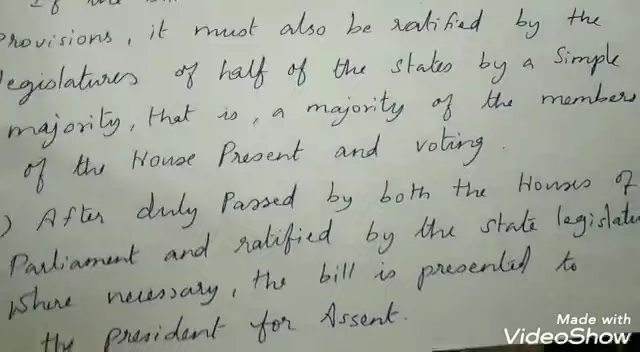 provisions, it must also be ratified by the
legislatures of half of the states by a Simple
majority, that is, a majority of the members
of the House Present and voting.
) After duly Passed by both the Houses of
Parliament and ratified by the state legislatu
where necessary, the bill is presented to
the president for Assent.
Made with
VideoShow